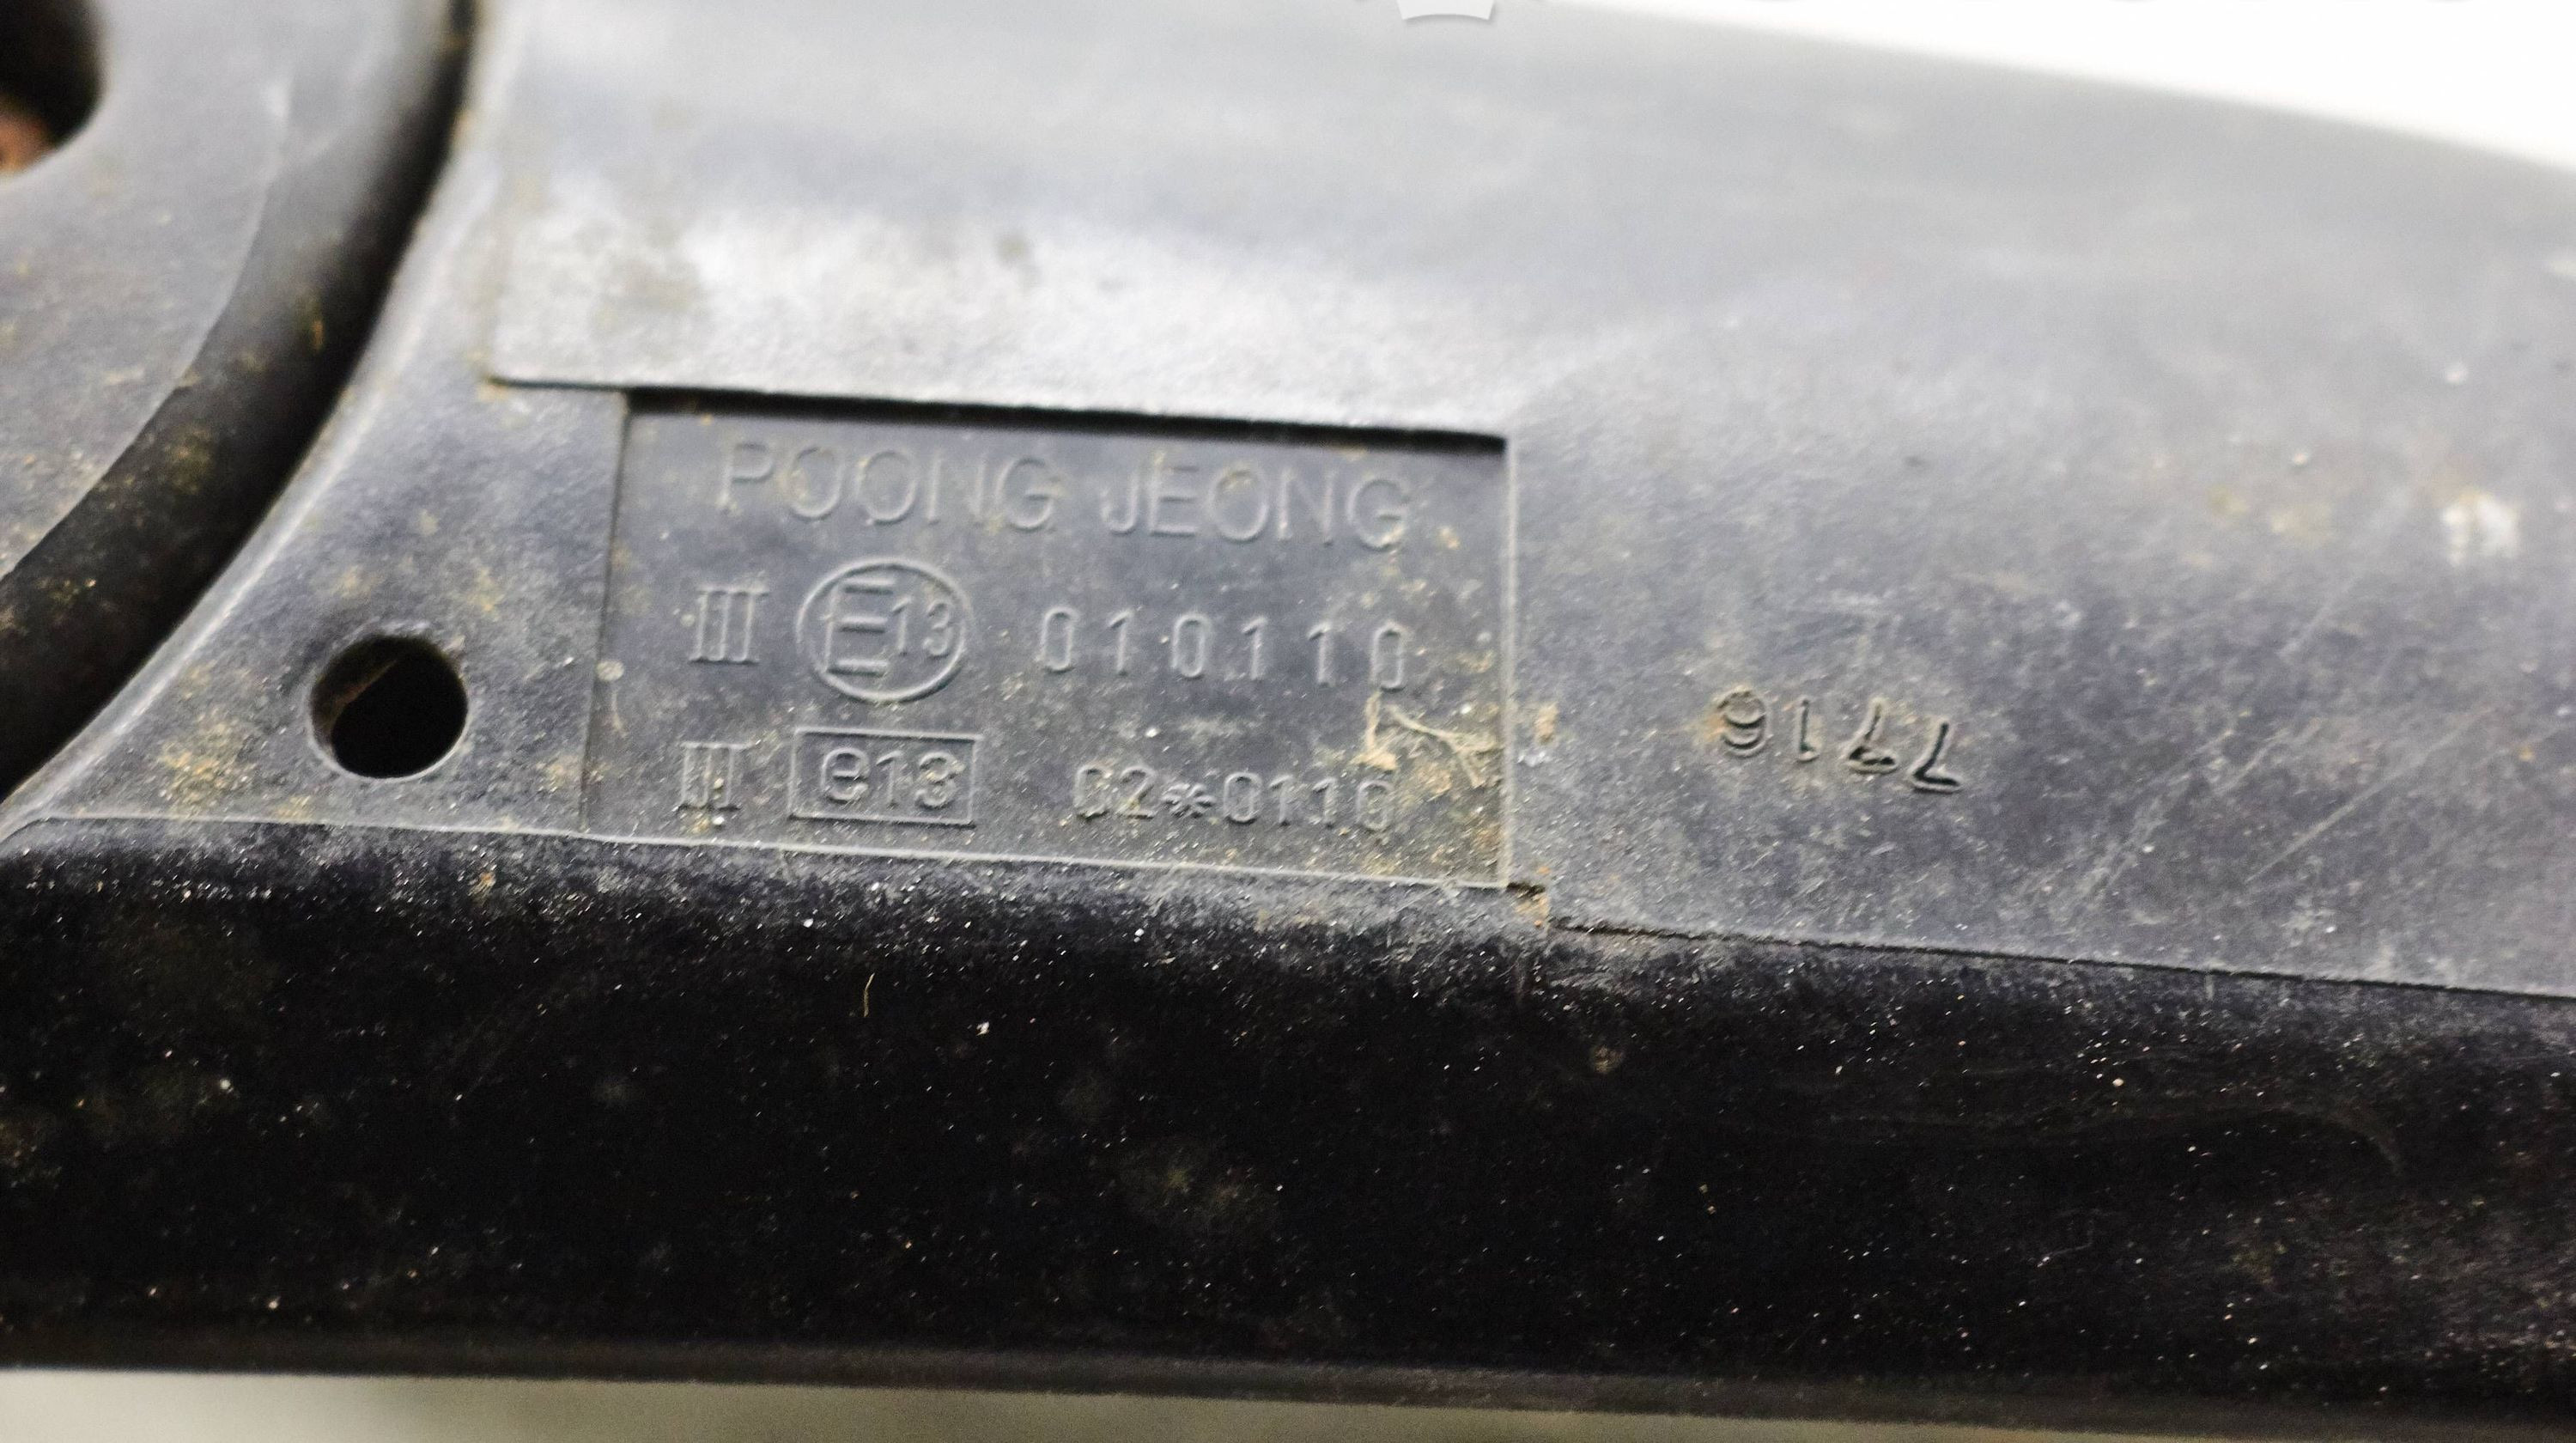 POONG JEONG
III E13 010110
III e13 02*0110
7716